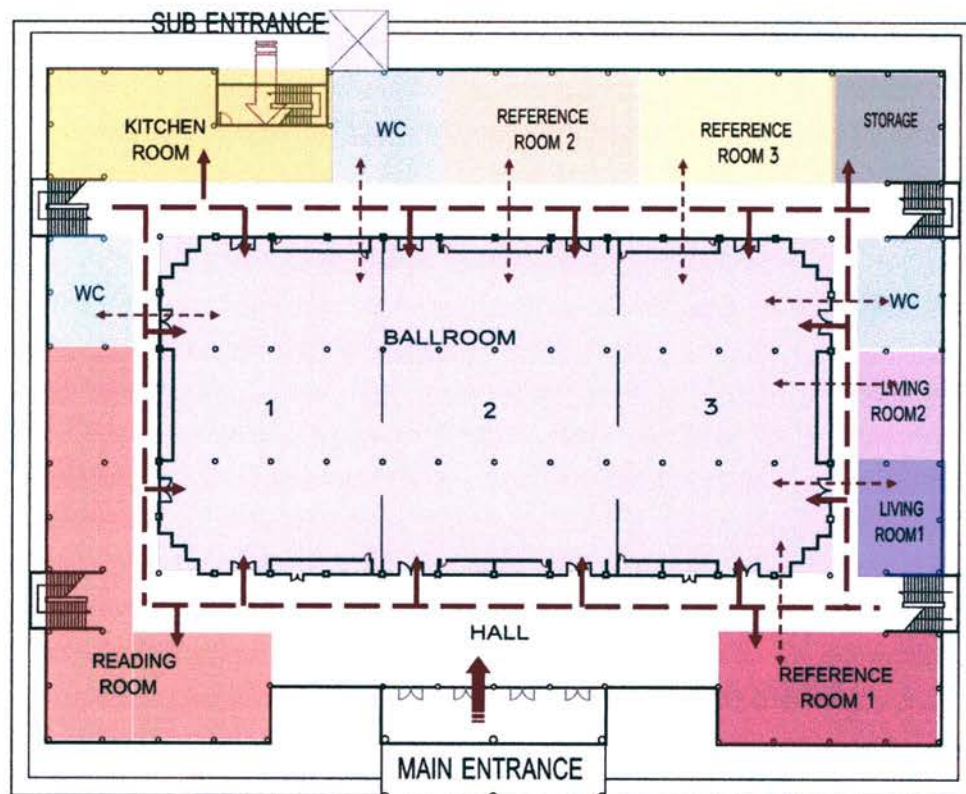 SUB ENTRANCE
KITCHEN
ROOM
WC
REFERENCE
ROOM 2
REFERENCE
ROOM 3
STORAGE
WC
BALLROOM
WC
1
2
3
LIVING
ROOM2
LIVING
ROOM1
HALL
READING
ROOM
REFERENCE
ROOM 1
MAIN ENTRANCE